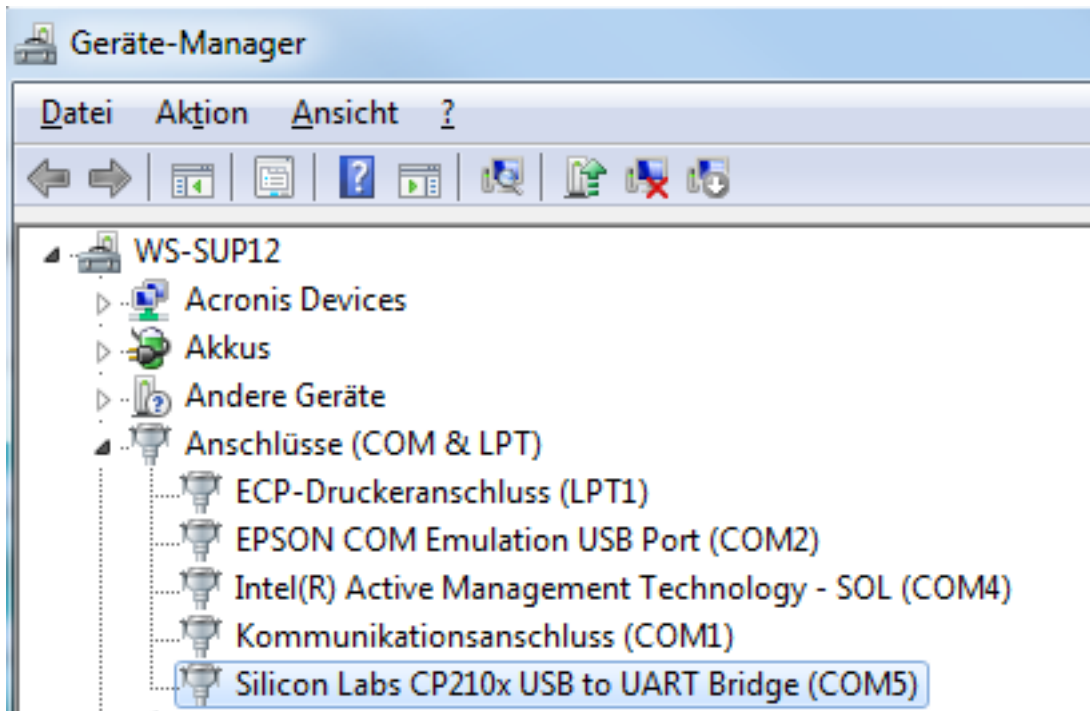 Geräte-Manager
Datei Aktion Ansicht ?
WS-SUP12
Acronis Devices
Akkus
Andere Geräte
Anschlüsse (COM & LPT)
ECP-Druckeranschluss (LPT1)
EPSON COM Emulation USB Port (COM2)
Intel(R) Active Management Technology - SOL (COM4)
Kommunikationsanschluss (COM1)
Silicon Labs CP210x USB to UART Bridge (COM5)